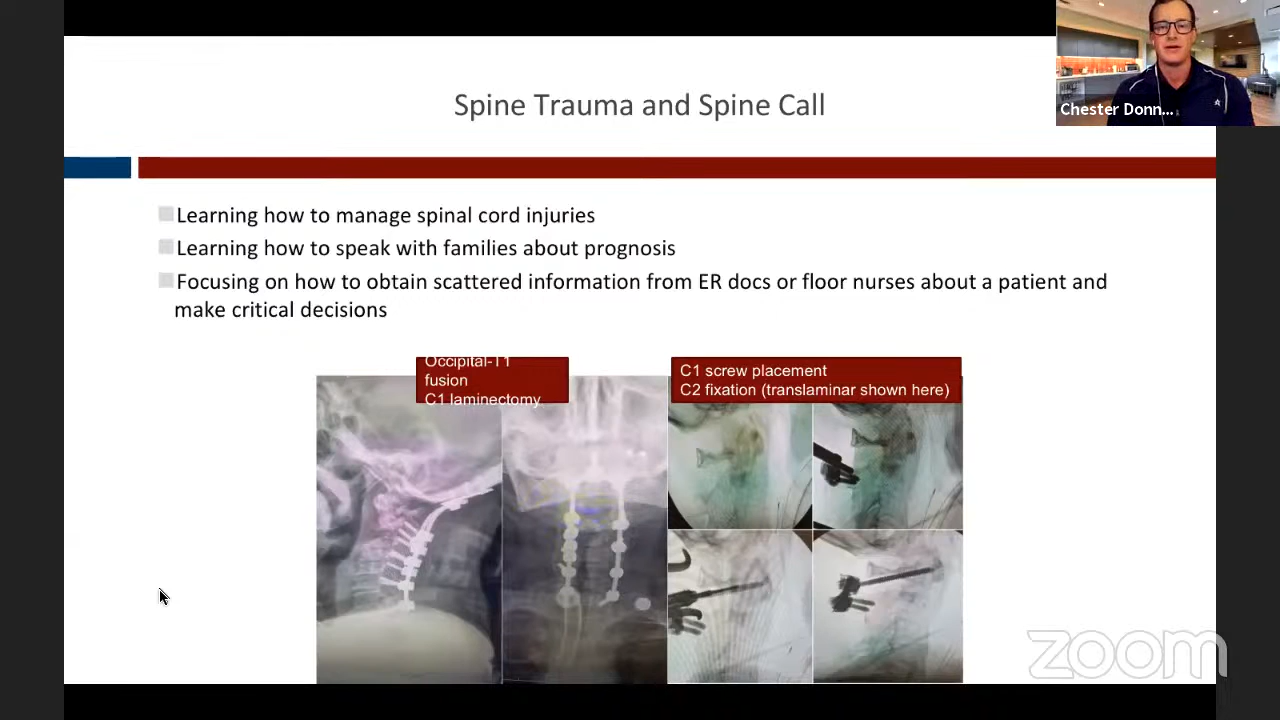 Spine Trauma and Spine Call
Chester Donn...
Learning how to manage spinal cord injuries
Learning how to speak with families about prognosis
Focusing on how to obtain scattered information from ER docs or floor nurses about a patient and
make critical decisions
Occipital-T1
fusion
C1 laminectomy
C1 screw placement
C2 fixation (translaminar shown here)
zoom